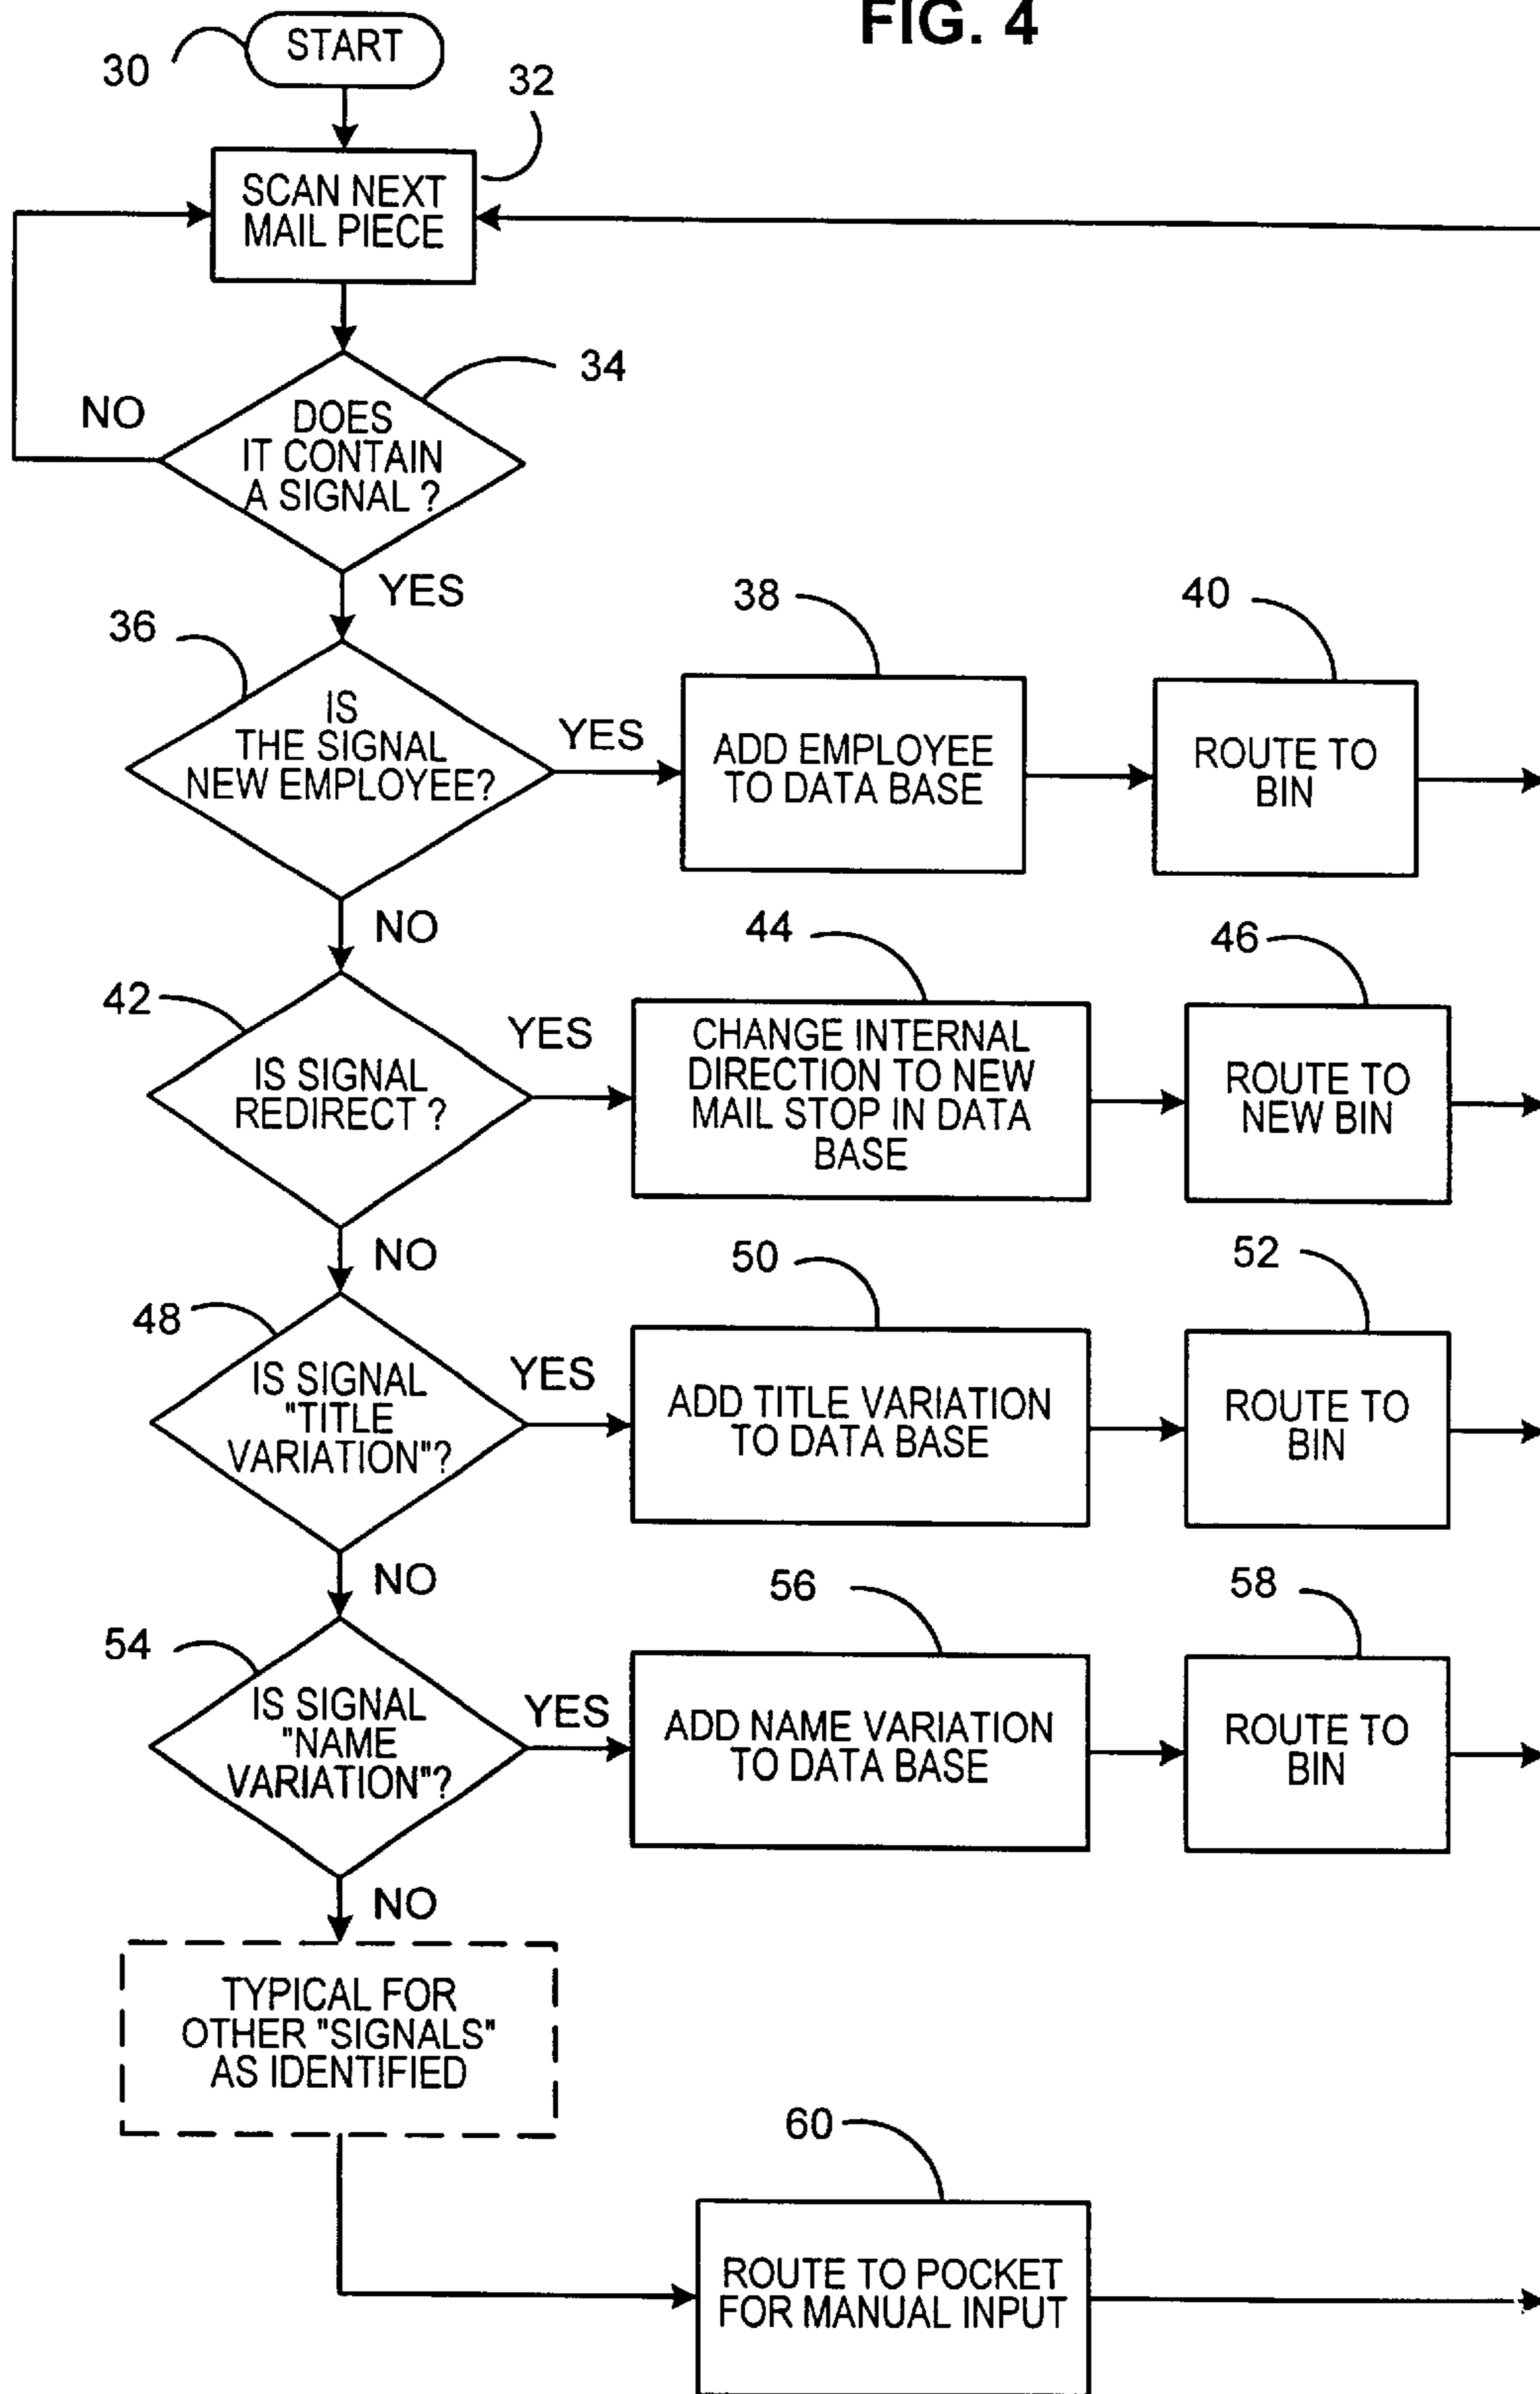 FIG. 4
30
START
32
SCAN NEXT
MAIL PIECE
34
NO
DOES
IT CONTAIN
A SIGNAL ?
YES
36
38
40
IS
THE SIGNAL
NEW EMPLOYEE?
YES
ADD EMPLOYEE
TO DATA BASE
ROUTE TO
BIN
NO
42
44
46
IS SIGNAL
REDIRECT ?
YES
CHANGE INTERNAL
DIRECTION TO NEW
MAIL STOP IN DATA
BASE
ROUTE TO
NEW BIN
NO
48
50
52
IS SIGNAL
"TITLE
VARIATION"?
YES
ADD TITLE VARIATION
TO DATA BASE
ROUTE TO
BIN
NO
54
56
58
IS SIGNAL
"NAME
VARIATION"?
YES
ADD NAME VARIATION
TO DATA BASE
ROUTE TO
BIN
NO
TYPICAL FOR
OTHER "SIGNALS"
AS IDENTIFIED
60
ROUTE TO POCKET
FOR MANUAL INPUT